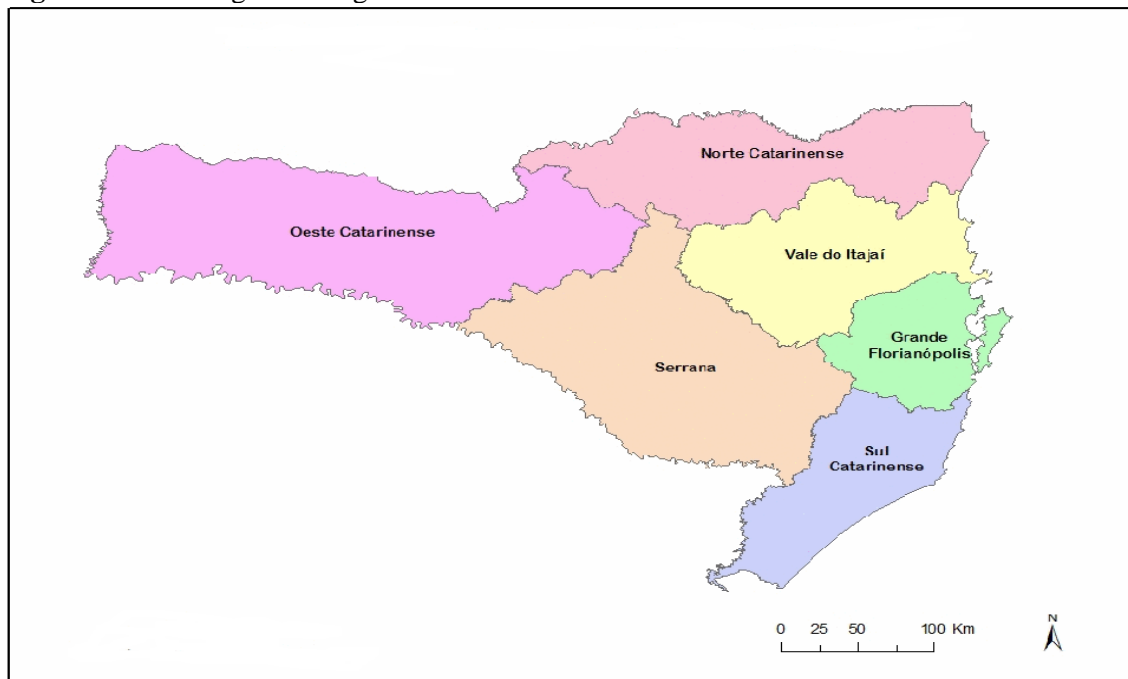 Norte Catarinense
Oeste Catarinense
Vale do Itajaí
Grande
Florianópolis
Serrana
Sul
Catarinense
0 25 50 100 Km
N